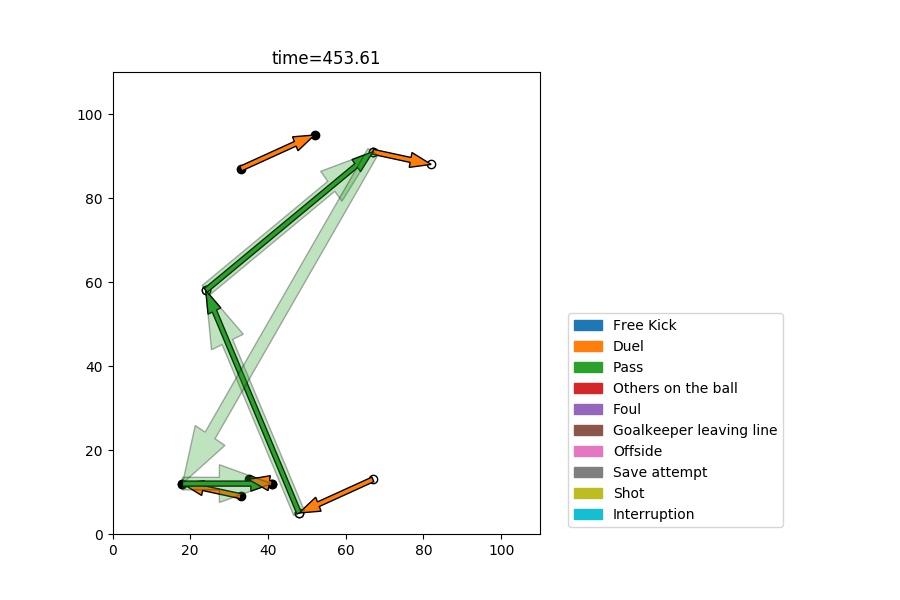 time=453.61
100
80
60
40
20
0
0 20 40 60 80 100
Free Kick
Duel
Pass
Others on the ball
Foul
Goalkeeper leaving line
Offside
Save attempt
Shot
Interruption